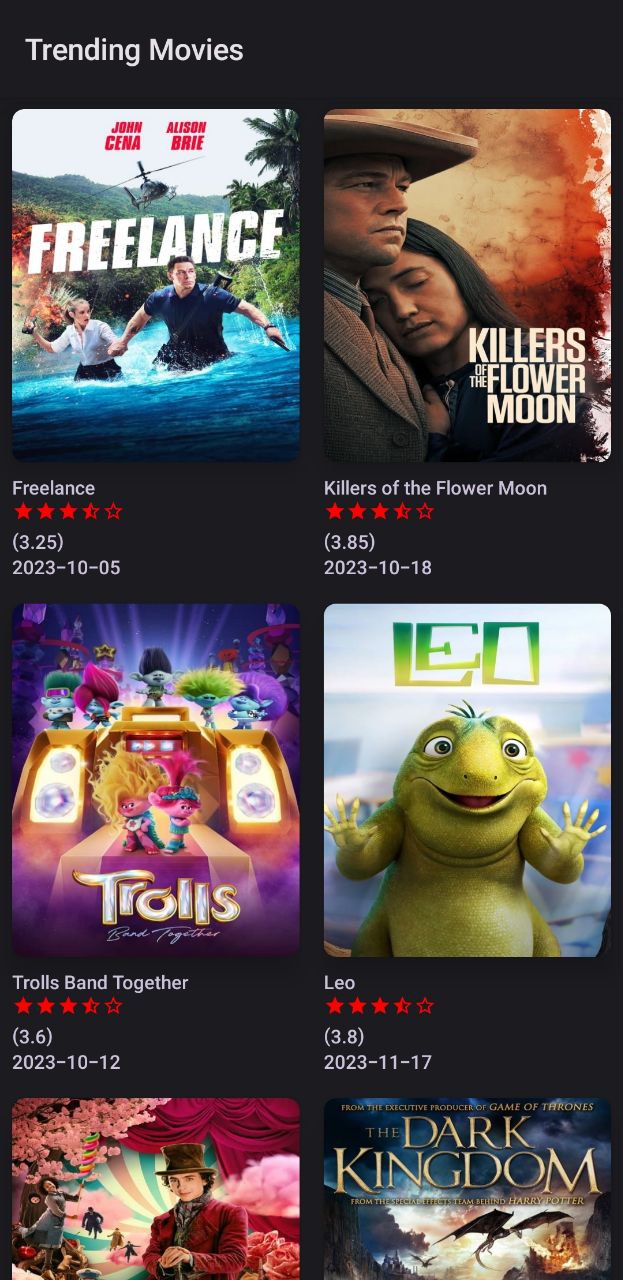 Trending Movies
JOHN CENA
ALISON BRIE
FREELANCE
KILLERS
OF THE FLOWER
MOON
Freelance
(3.25)
2023-10-05
Killers of the Flower Moon
(3.85)
2023-10-18
Trolls
Band Together
LEO
Trolls Band Together
(3.6)
2023-10-12
Leo
(3.8)
2023-11-17
FROM THE EXECUTIVE PRODUCER OF GAME OF THRONES
THE DARK
KINGDOM
FROM THE SPECIAL EFFECTS TEAM BEHIND HARRY POTTER